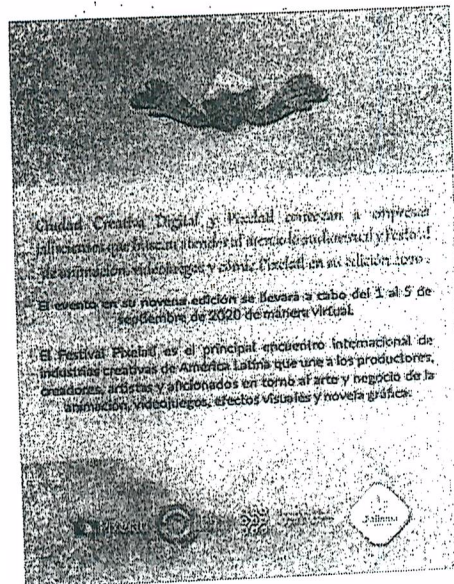 Ciudad Creativa Digital y Pixelatl convocan a empresas
jaliscienses que buscan atender al mercado audiovisual y Festival
de animación, videojuegos y cómic Pixelatl en su edición 2020.
El evento en su novena edición se llevará a cabo del 1 al 5 de
septiembre de 2020 de manera virtual.
El Festival Pixelatl es el principal encuentro internacional de
industrias creativas de América Latina que une a los productores,
creadores, artistas y aficionados en torno al arte y negocio de la
animación, videojuegos, efectos visuales y novela gráfica.
Jalisco